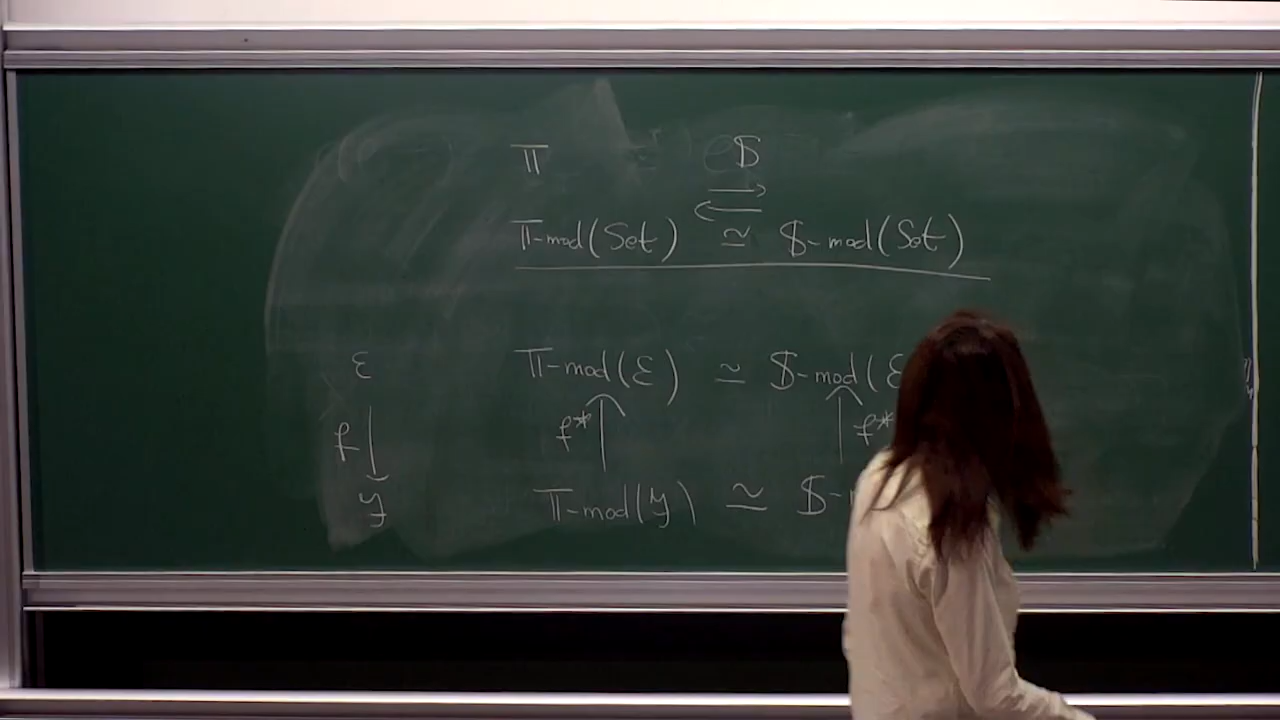 𝕋 𝕊
⇄
𝕋-mod(Set) ≃ 𝕊-mod(Set)
ℰ 𝕋-mod(ℰ) ≃ 𝕊-mod(ℰ
f ↓ f* ↑ ↑ f*
𝒴 𝕋-mod(𝒴) ≃ 𝕊-